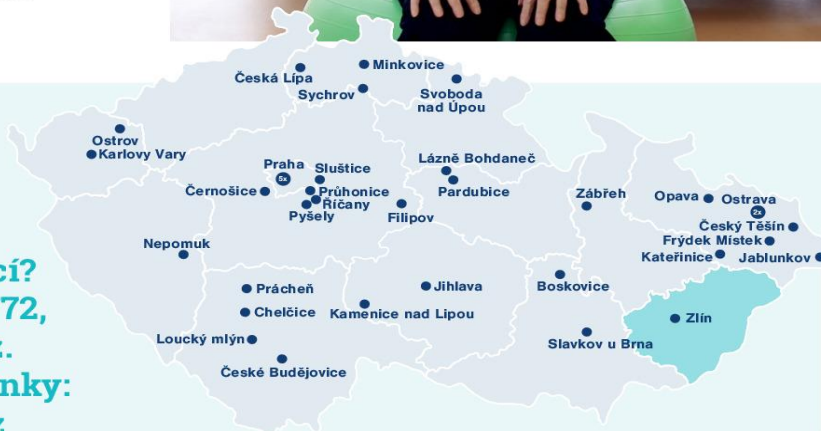 Minkovice
Česká Lípa
Sychrov
Svoboda
nad Úpou
Ostrov
Karlovy Vary
Praha
5x
Sluštice
Lázně Bohdaneč
Černošice
Průhonice
Říčany
Pyšely
Pardubice
Filipov
Zábřeh
Opava
Ostrava
2x
Český Těšín
Frýdek Místek
Kateřinice
Jablunkov
Nepomuk
Prácheň
Chelčice
Jihlava
Kamenice nad Lipou
Boskovice
Loucký mlýn
České Budějovice
Slavkov u Brna
Zlín
cí?
72,
z.
nky:
z